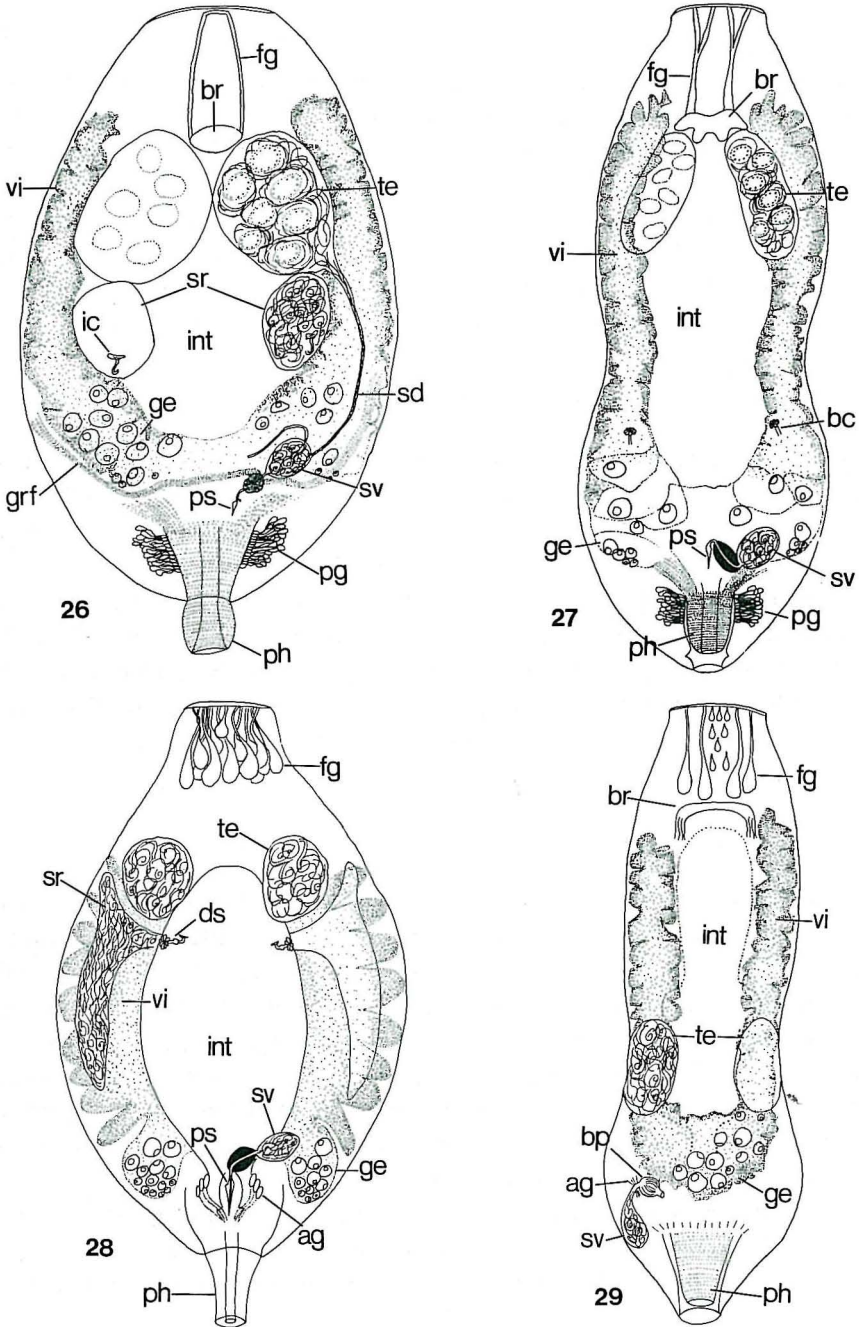 fg
br
vi
te
sr
ic
int
ge
sd
grf
sv
ps
pg
26
ph
fg
br
te
vi
int
bc
ps
ge
sv
27
pg
ph
fg
te
sr
ds
vi
int
sv
ps
ge
ag
28
ph
fg
br
vi
int
te
bp
ag
ge
sv
29
ph